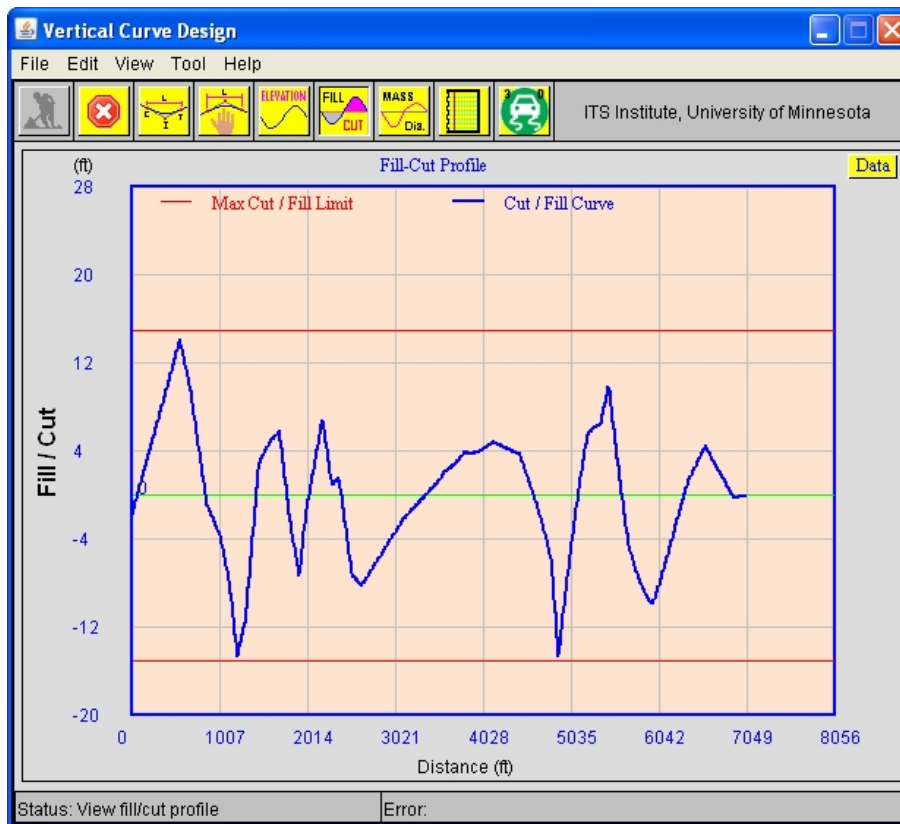 Vertical Curve Design
File Edit View Tool Help
L E T I
L
ELEVATION
FILL CUT
MASS Dia.
3 D
ITS Institute, University of Minnesota
(ft) Fill-Cut Profile Data
Max Cut / Fill Limit Cut / Fill Curve
28
20
12
4
0
-4
-12
-20
Fill / Cut
0 1007 2014 3021 4028 5035 6042 7049 8056
Distance (ft)
Status: View fill/cut profile Error: